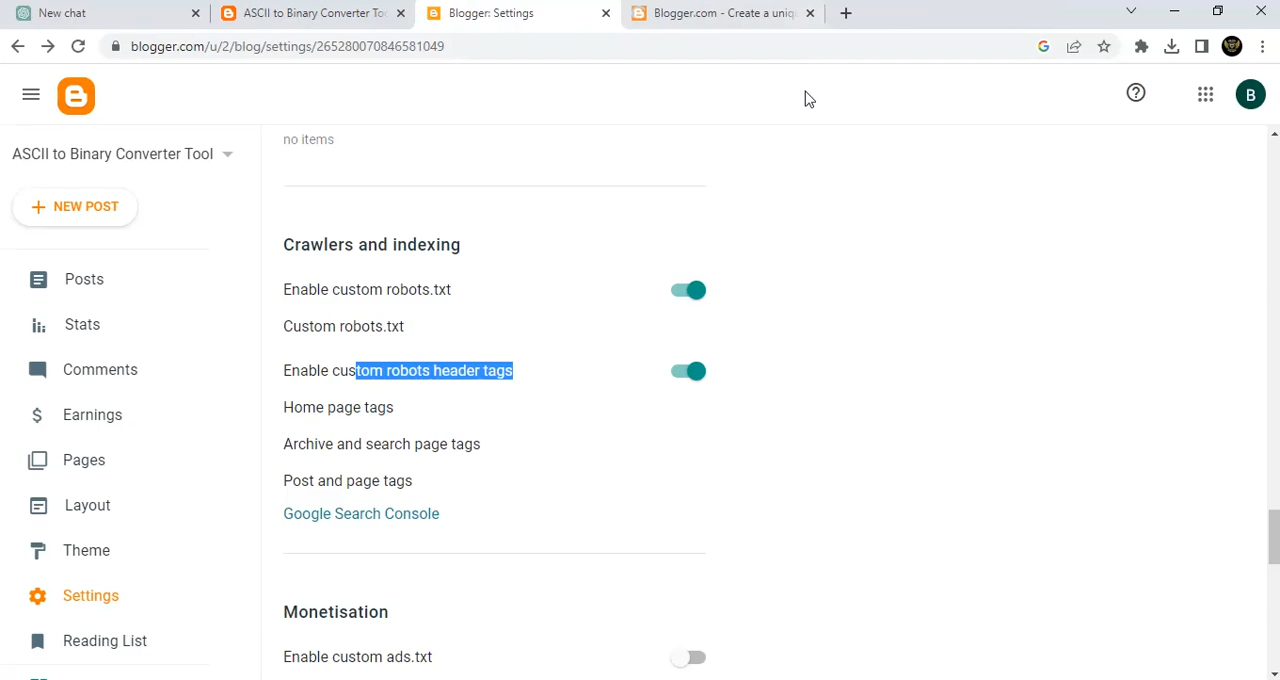 New chat
ASCII to Binary Converter To
Blogger: Settings
Blogger.com - Create a uniq
blogger.com/u/2/blog/settings/265280070846581049
B
no items
ASCII to Binary Converter Tool
NEW POST
Crawlers and indexing
Posts
Enable custom robots.txt
Stats
Custom robots.txt
Comments
Enable custom robots header tags
Earnings
Home page tags
Archive and search page tags
Pages
Post and page tags
Layout
Google Search Console
Theme
Settings
Monetisation
Reading List
Enable custom ads.txt